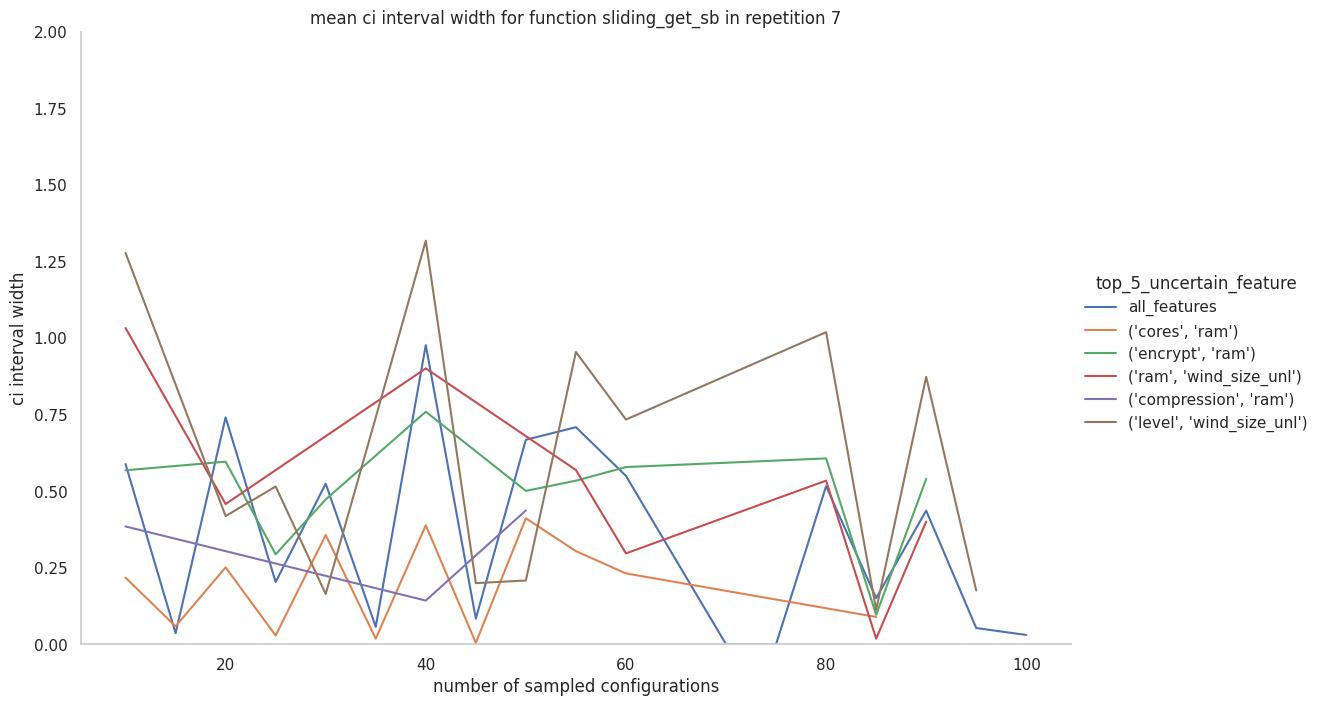 mean ci interval width for function sliding_get_sb in repetition 7
2.00
1.75
1.50
1.25
1.00
0.75
0.50
0.25
0.00
ci interval width
20
40
60
80
100
number of sampled configurations
top_5_uncertain_feature
all_features
('cores', 'ram')
('encrypt', 'ram')
('ram', 'wind_size_unl')
('compression', 'ram')
('level', 'wind_size_unl')